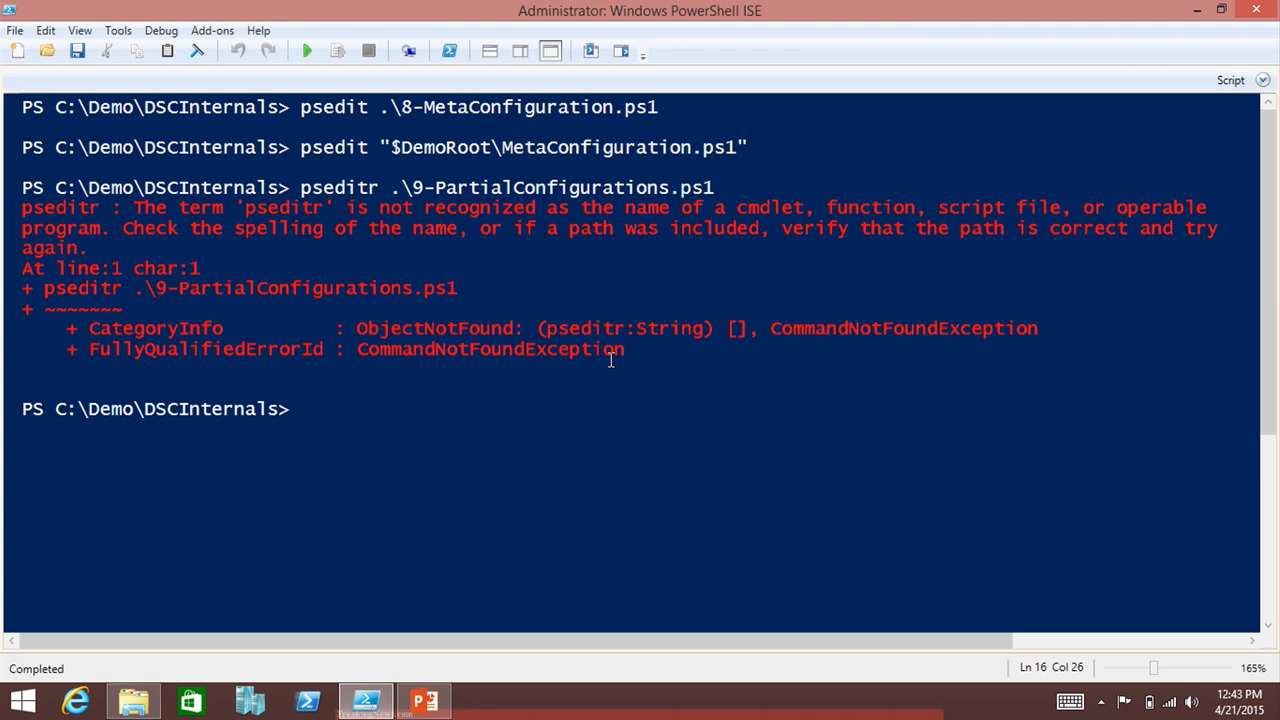 Administrator: Windows PowerShell ISE
File Edit View Tools Debug Add-ons Help
Script
PS C:\Demo\DSCInternals> psedit .\8-MetaConfiguration.ps1
PS C:\Demo\DSCInternals> psedit "$DemoRoot\MetaConfiguration.ps1"
PS C:\Demo\DSCInternals> pseditr .\9-PartialConfigurations.ps1
pseditr : The term 'pseditr' is not recognized as the name of a cmdlet, function, script file, or operable
program. Check the spelling of the name, or if a path was included, verify that the path is correct and try
again.
At line:1 char:1
+ pseditr .\9-PartialConfigurations.ps1
+ ~~~~~~~
+ CategoryInfo : ObjectNotFound: (pseditr:String) [], CommandNotFoundException
+ FullyQualifiedErrorId : CommandNotFoundException
PS C:\Demo\DSCInternals>
Completed Ln 16 Col 26 165%
12:43 PM
4/21/2015